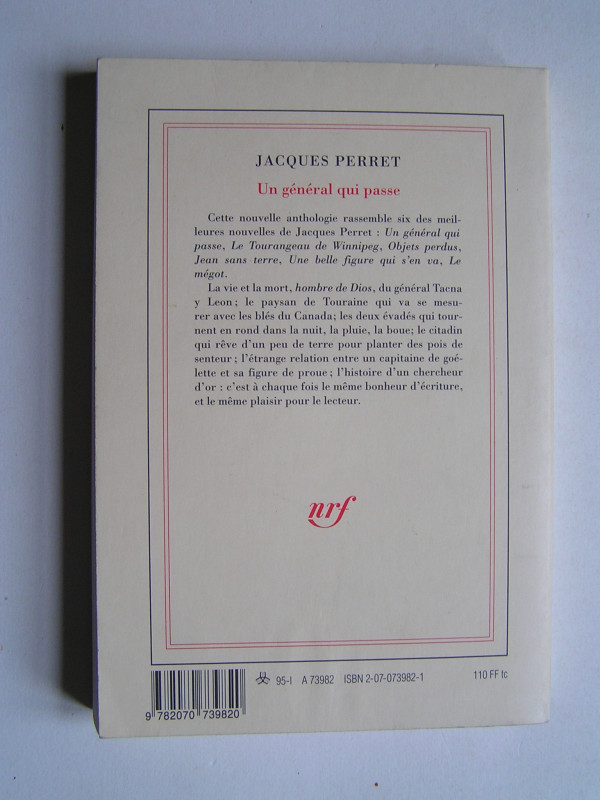 JACQUES PERRET
Un général qui passe
Cette nouvelle anthologie rassemble six des meil-
leures nouvelles de Jacques Perret : Un général qui
passe, Le Tourangeau de Winnipeg, Objets perdus,
Jean sans terre, Une belle figure qui s'en va, Le
mégot.
La vie et la mort, hombre de Dios, du général Tacna
y Leon ; le paysan de Touraine qui va se mesu-
rer avec les blés du Canada; les deux évadés qui tour-
nent en rond dans la nuit, la pluie, la boue; le citadin
qui rêve d'un peu de terre pour planter des pois de
senteur ; l'étrange relation entre un capitaine de goé-
lette et sa figure de proue ; l'histoire d'un chercheur
d'or : c'est à chaque fois le même bonheur d'écriture,
et le même plaisir pour le lecteur.
nrf
95-I A 73982 ISBN 2-07-073982-1 110 FF tc
9 782070 739820